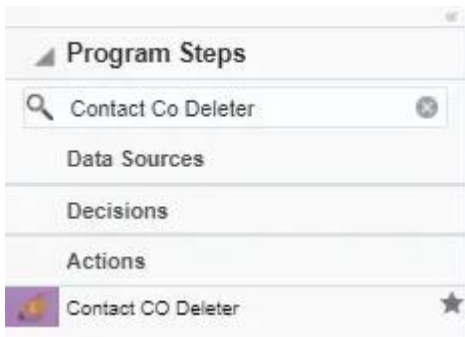 Program Steps
Contact Co Deleter
Data Sources
Decisions
Actions
Contact CO Deleter